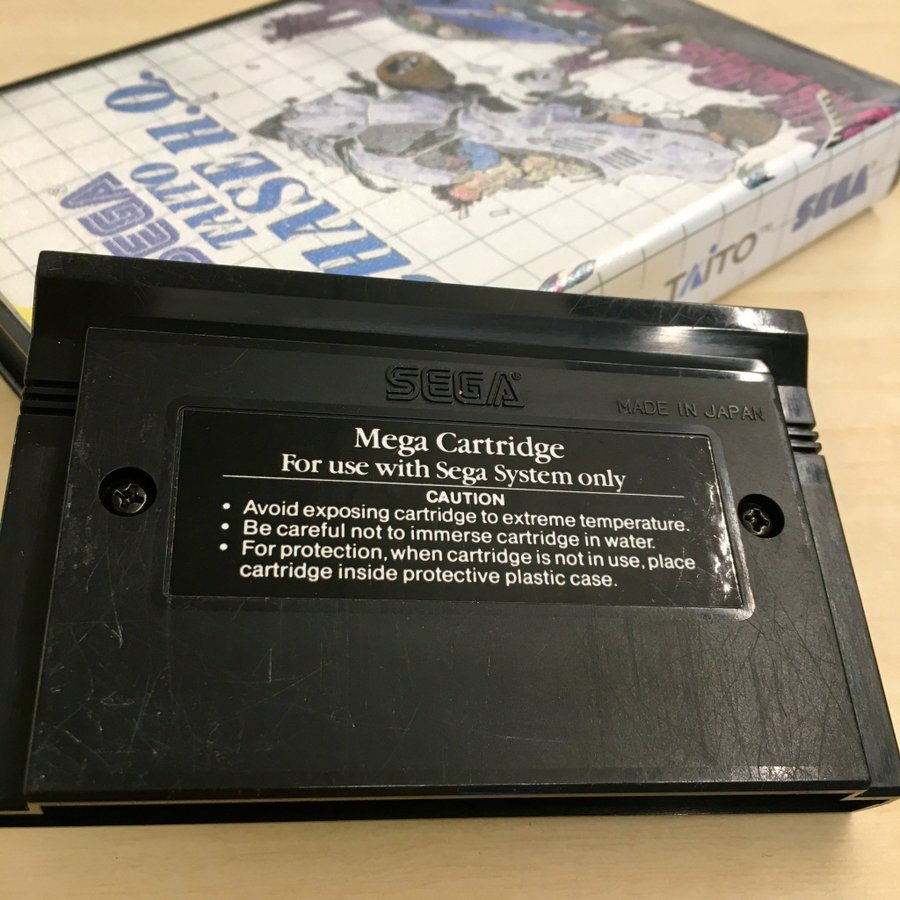 SEGA
TAITO
CHASE H.Q.
TAITO™
SEGA™
SEGA®
MADE IN JAPAN
Mega Cartridge
For use with Sega System only
CAUTION
• Avoid exposing cartridge to extreme temperature.
• Be careful not to immerse cartridge in water.
• For protection, when cartridge is not in use, place
cartridge inside protective plastic case.